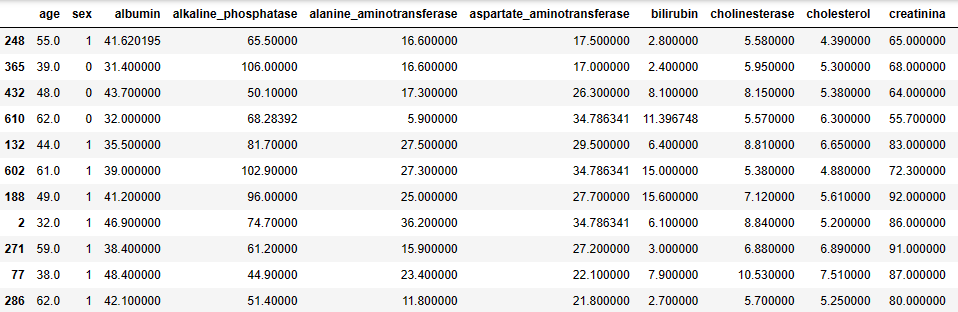 age sex albumin alkaline_phosphatase alanine_aminotransferase aspartate_aminotransferase bilirubin cholinesterase cholesterol creatinina
248 55.0 1 41.620195 65.50000 16.600000 17.500000 2.800000 5.580000 4.390000 65.000000
365 39.0 0 31.400000 106.00000 16.600000 17.000000 2.400000 5.950000 5.300000 68.000000
432 48.0 0 43.700000 50.10000 17.300000 26.300000 8.100000 8.150000 5.380000 64.000000
610 62.0 0 32.000000 68.28392 5.900000 34.786341 11.396748 5.570000 6.300000 55.700000
132 44.0 1 35.500000 81.70000 27.500000 29.500000 6.400000 8.810000 6.650000 83.000000
602 61.0 1 39.000000 102.90000 27.300000 34.786341 15.000000 5.380000 4.880000 72.300000
188 49.0 1 41.200000 96.00000 25.000000 27.700000 15.600000 7.120000 5.610000 92.000000
2 32.0 1 46.900000 74.70000 36.200000 34.786341 6.100000 8.840000 5.200000 86.000000
271 59.0 1 38.400000 61.20000 15.900000 27.200000 3.000000 6.880000 6.890000 91.000000
77 38.0 1 48.400000 44.90000 23.400000 22.100000 7.900000 10.530000 7.510000 87.000000
286 62.0 1 42.100000 51.40000 11.800000 21.800000 2.700000 5.700000 5.250000 80.000000